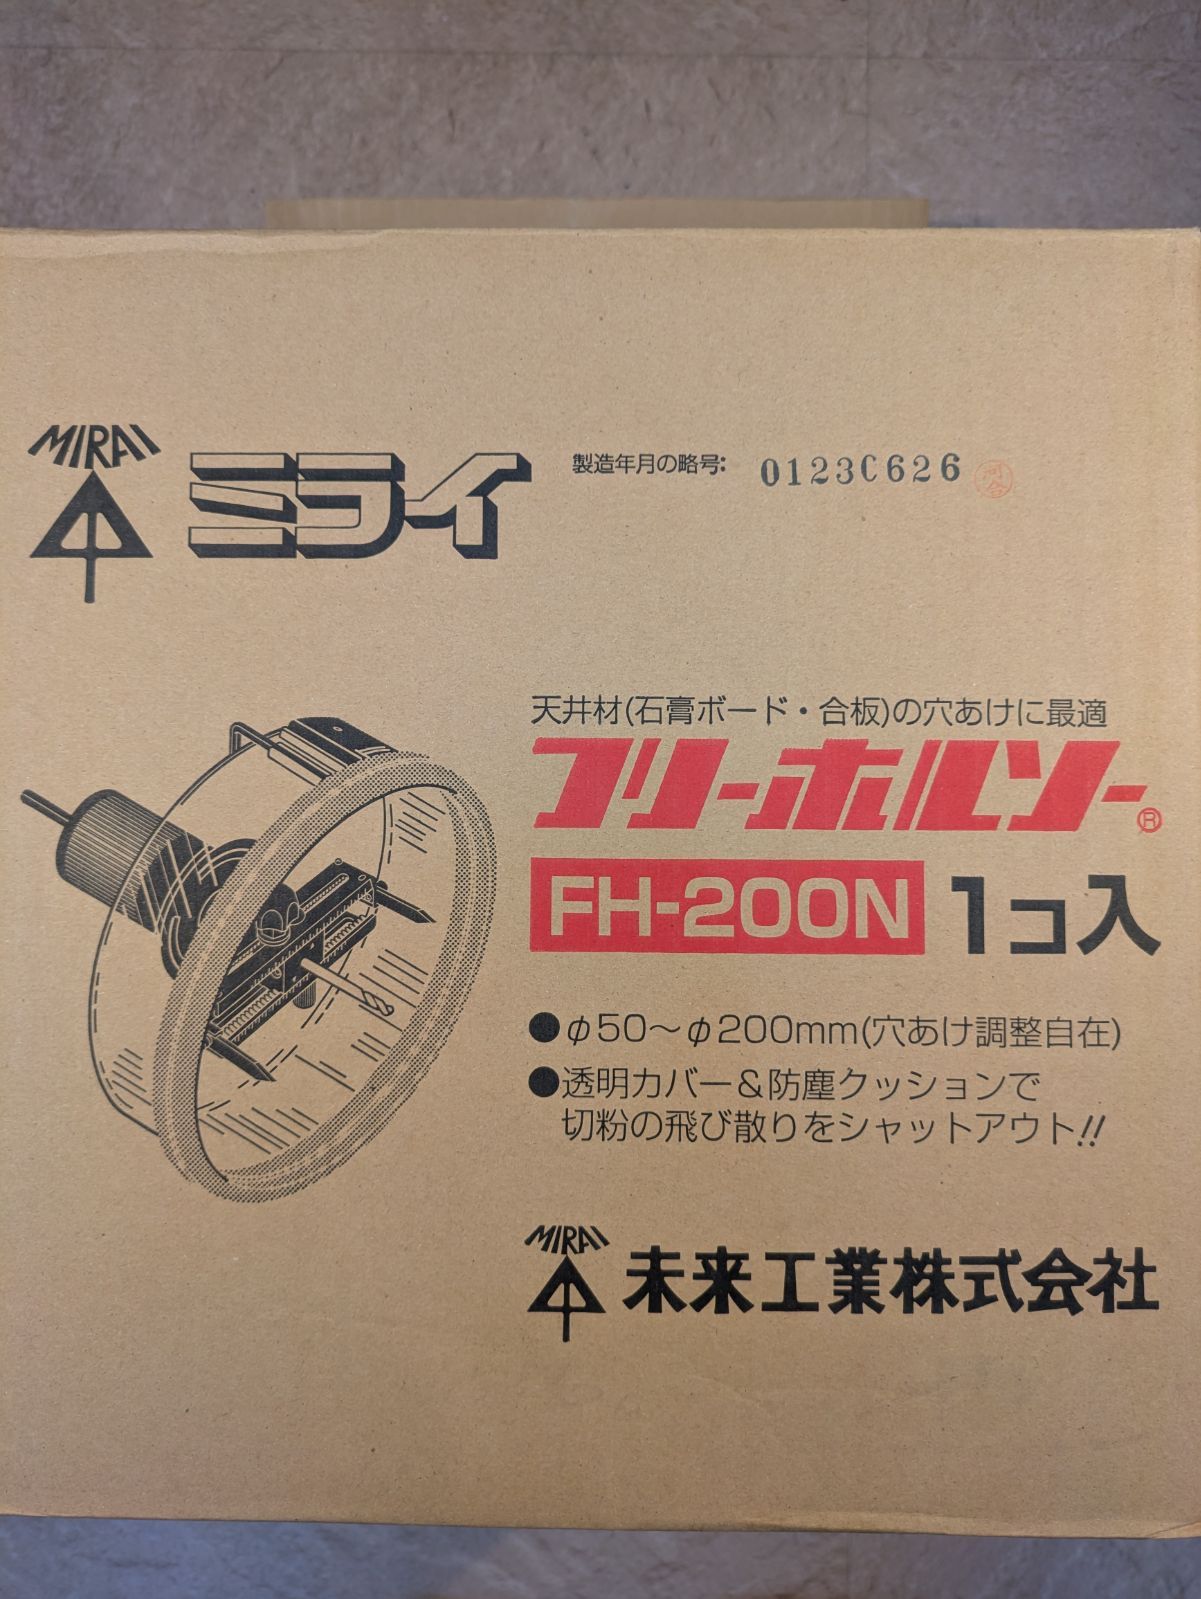 MIRAI
ミライ
製造年月の略号: 0123C626
河合
天井材(石膏ボード・合板)の穴あけに最適
フリーホルソー®
FH-200N 1コ入
●φ50～φ200mm(穴あけ調整自在)
●透明カバー＆防塵クッションで
切粉の飛び散りをシャットアウト!!
MIRAI
未来工業株式会社